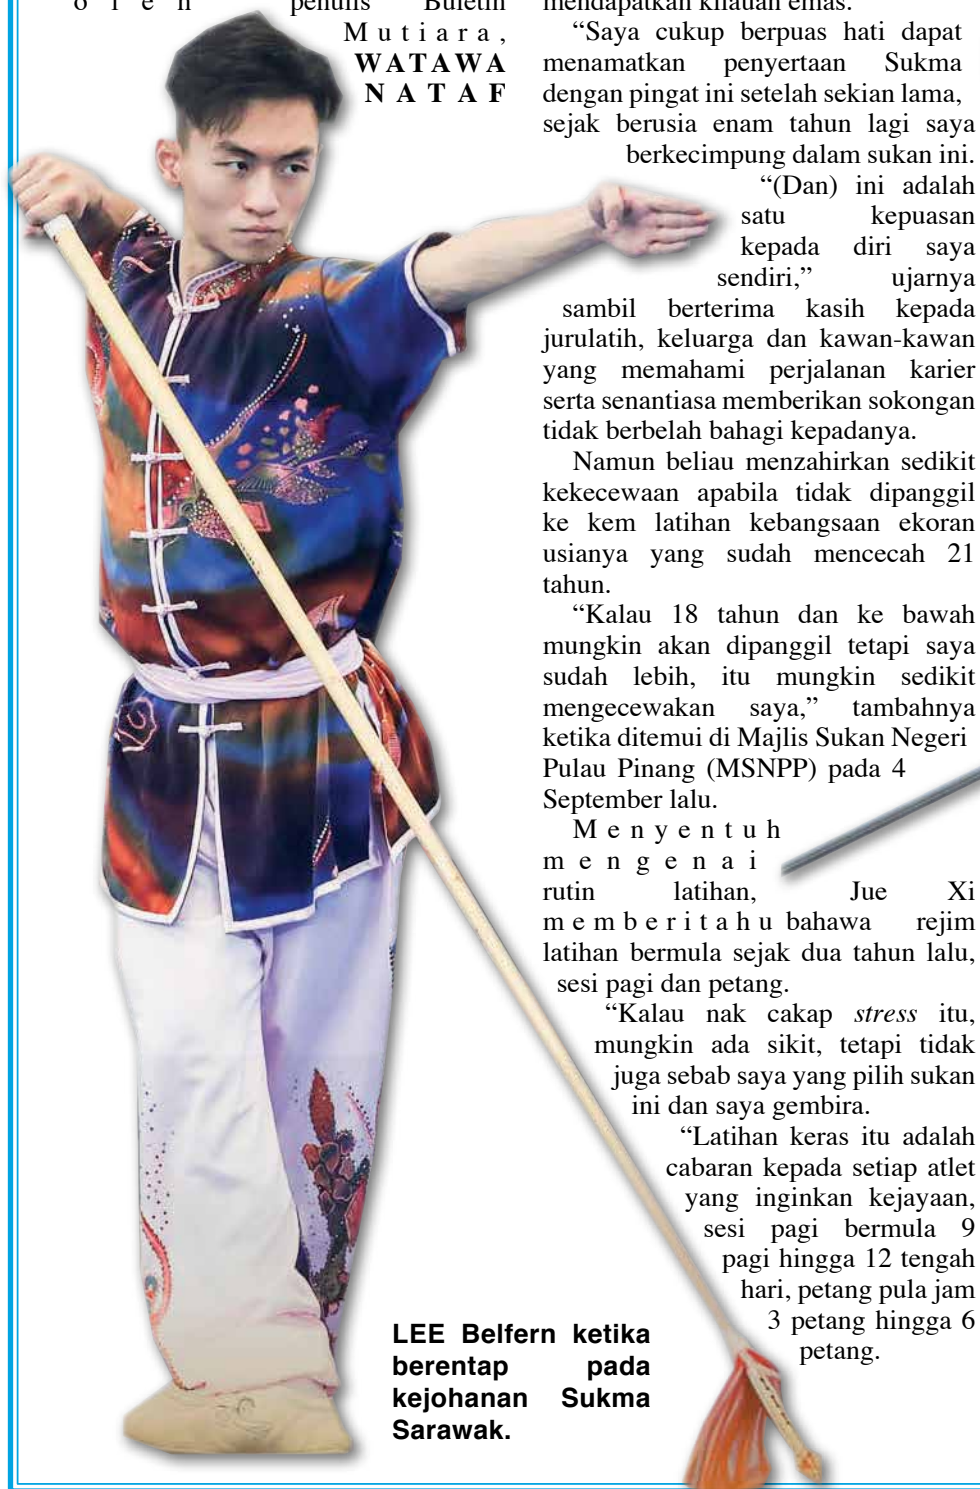 oleh penulis Buletin
Mutiara,
WATAWA
NATAF
mendapatkan kilauan emas.
“Saya cukup berpuas hati dapat
menamatkan penyertaan Sukma
dengan pingat ini setelah sekian lama,
sejak berusia enam tahun lagi saya
berkecimpung dalam sukan ini.
“(Dan) ini adalah
satu kepuasan
kepada diri saya
sendiri,” ujarnya
sambil berterima kasih kepada
jurulatih, keluarga dan kawan-kawan
yang memahami perjalanan karier
serta senantiasa memberikan sokongan
tidak berbelah bahagi kepadanya.
Namun beliau menzahirkan sedikit
kekecewaan apabila tidak dipanggil
ke kem latihan kebangsaan ekoran
usianya yang sudah mencecah 21
tahun.
“Kalau 18 tahun dan ke bawah
mungkin akan dipanggil tetapi saya
sudah lebih, itu mungkin sedikit
mengecewakan saya,” tambahnya
ketika ditemui di Majlis Sukan Negeri
Pulau Pinang (MSNPP) pada 4
September lalu.
Menyentuh
mengenai
rutin latihan, Jue Xi
memberitahu bahawa rejim
latihan bermula sejak dua tahun lalu,
sesi pagi dan petang.
“Kalau nak cakap stress itu,
mungkin ada sikit, tetapi tidak
juga sebab saya yang pilih sukan
ini dan saya gembira.
“Latihan keras itu adalah
cabaran kepada setiap atlet
yang inginkan kejayaan,
sesi pagi bermula 9
pagi hingga 12 tengah
hari, petang pula jam
3 petang hingga 6
petang.
LEE Belfern ketika
berentap pada
kejohanan Sukma
Sarawak.